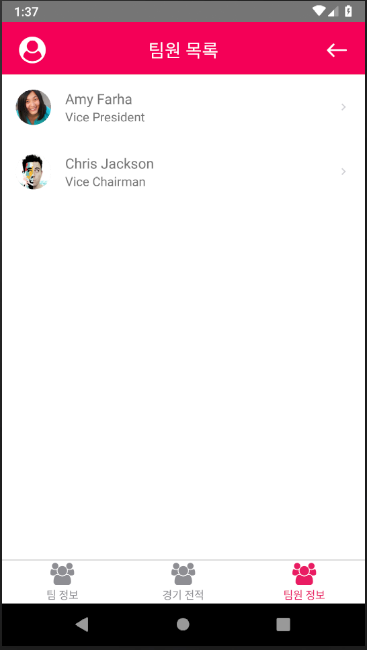 1:37
팀원 목록
Amy Farha
Vice President
Chris Jackson
Vice Chairman
팀 정보
경기 전적
팀원 정보